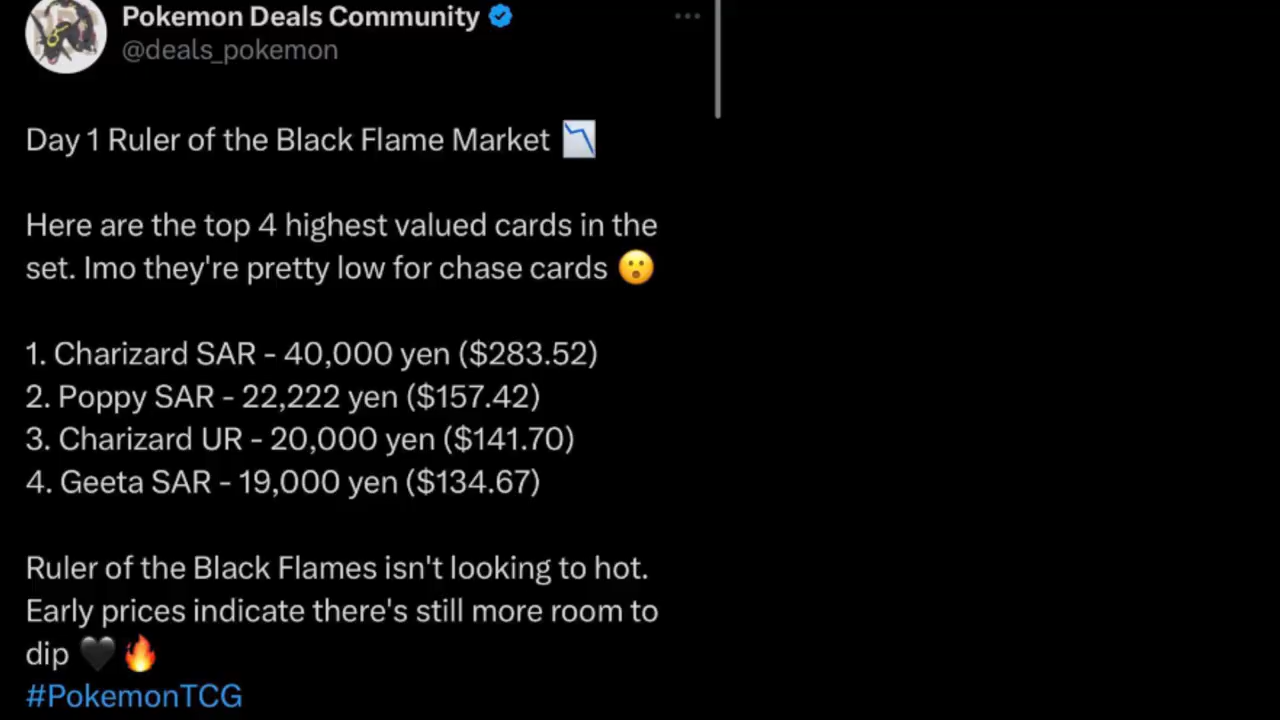 Pokemon Deals Community
@deals_pokemon
Day 1 Ruler of the Black Flame Market 📉
Here are the top 4 highest valued cards in the
set. Imo they're pretty low for chase cards 😮
1. Charizard SAR - 40,000 yen ($283.52)
2. Poppy SAR - 22,222 yen ($157.42)
3. Charizard UR - 20,000 yen ($141.70)
4. Geeta SAR - 19,000 yen ($134.67)
Ruler of the Black Flames isn't looking to hot.
Early prices indicate there's still more room to
dip 🖤🔥
#PokemonTCG